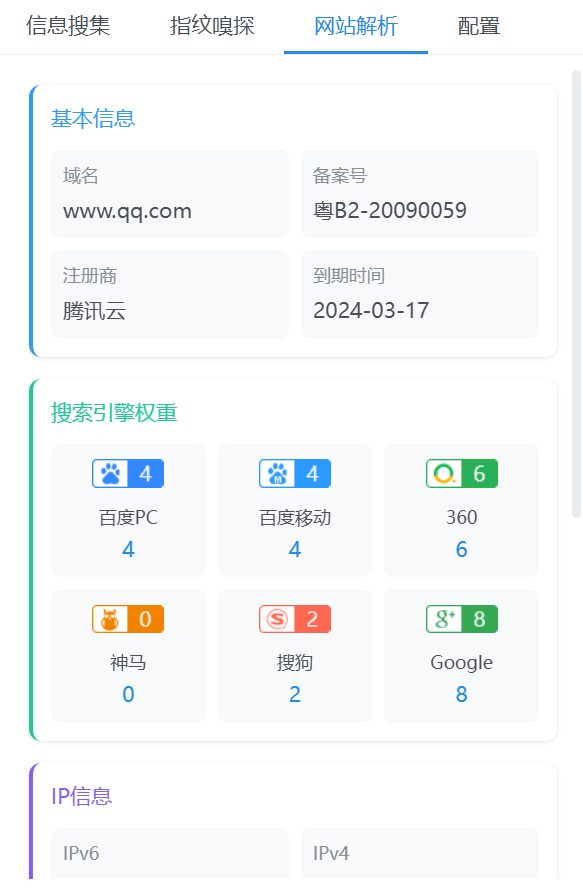 信息搜集 指纹嗅探 网站解析 配置
基本信息
域名 备案号
www.qq.com 粤B2-20090059
注册商 到期时间
腾讯云 2024-03-17
搜索引擎权重
4 4 6
百度PC 百度移动 360
4 4 6
0 2 8
神马 搜狗 Google
0 2 8
IP信息
IPv6 IPv4